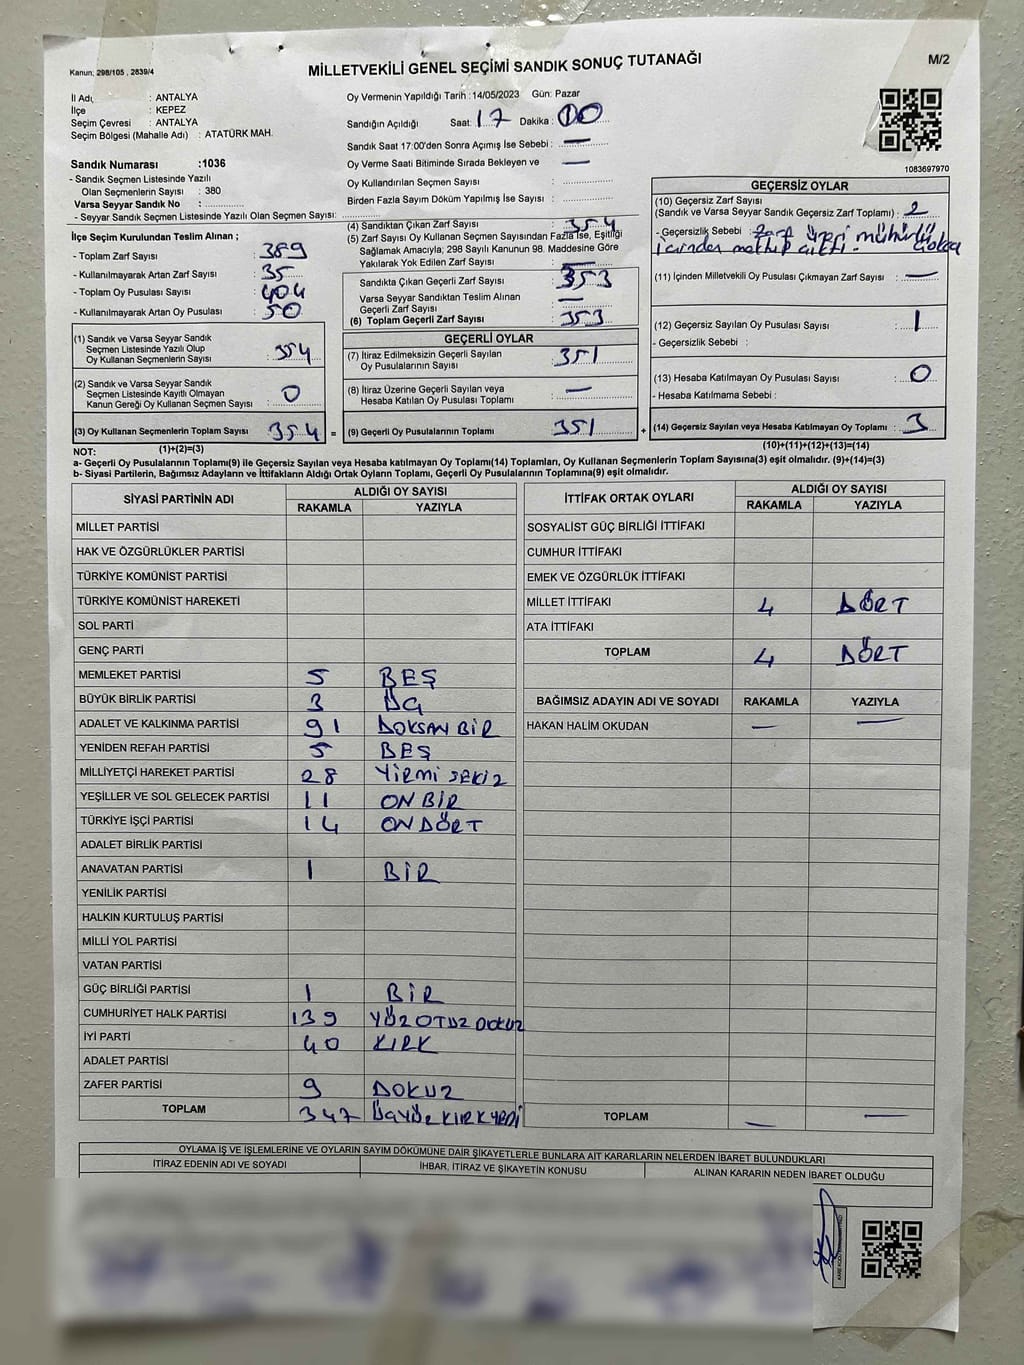 Kanun; 298/105 , 2839/4
MİLLETVEKİLİ GENEL SEÇİMİ SANDIK SONUÇ TUTANAĞI
M/2
İl Adı : ANTALYA
İlçe : KEPEZ
Seçim Çevresi : ANTALYA
Seçim Bölgesi (Mahalle Adı) : ATATÜRK MAH.
Sandık Numarası :1036
- Sandık Seçmen Listesinde Yazılı
Olan Seçmenlerin Sayısı : 380
Varsa Seyyar Sandık No : ................
- Seyyar Sandık Seçmen Listesinde Yazılı Olan Seçmen Sayısı: ................
Oy Vermenin Yapıldığı Tarih :14/05/2023 Gün: Pazar
Sandığın Açıldığı Saat: 17 Dakika : 00
Sandık Saat 17:00'den Sonra Açımış İse Sebebi : —
Oy Verme Saati Bitiminde Sırada Bekleyen ve —
Oy Kullandırılan Seçmen Sayısı : ................
Birden Fazla Sayım Döküm Yapılmış İse Sayısı : ................
1083697970
İlçe Seçim Kurulundan Teslim Alınan ;
- Toplam Zarf Sayısı : 389
- Kullanılmayarak Artan Zarf Sayısı : 35
- Toplam Oy Pusulası Sayısı : 404
- Kullanılmayarak Artan Oy Pusulası : 50
(1) Sandık ve Varsa Seyyar Sandık
Seçmen Listesinde Yazılı Olup
Oy Kullanan Seçmenlerin Sayısı : 354
(2) Sandık ve Varsa Seyyar Sandık
Seçmen Listesinde Kayıtlı Olmayan
Kanun Gereği Oy Kullanan Seçmen Sayısı : 0
(3) Oy Kullanan Seçmenlerin Toplam Sayısı : 354 =
(1)+(2)=(3)
(4) Sandıktan Çıkan Zarf Sayısı : 354
(5) Zarf Sayısı Oy Kullanan Seçmen Sayısından Fazla İse, Eşitliği
Sağlamak Amacıyla; 298 Sayılı Kanunun 98. Maddesine Göre
Yakılarak Yok Edilen Zarf Sayısı : —
Sandıkta Çıkan Geçerli Zarf Sayısı : 353
Varsa Seyyar Sandıktan Teslim Alınan
Geçerli Zarf Sayısı : —
(6) Toplam Geçerli Zarf Sayısı : 353
GEÇERLİ OYLAR
(7) İtiraz Edilmeksizin Geçerli Sayılan
Oy Pusulalarının Sayısı : 351
(8) İtiraz Üzerine Geçerli Sayılan veya
Hesaba Katılan Oy Pusulası Toplamı : —
(9) Geçerli Oy Pusulalarının Toplamı : 351 +
GEÇERSİZ OYLAR
(10) Geçersiz Zarf Sayısı
(Sandık ve Varsa Seyyar Sandık Geçersiz Zarf Toplamı) : 2
- Geçersizlik Sebebi : Zarf üzeri mühürlü
içinden
(11) İçinden Milletvekili Oy Pusulası Çıkmayan Zarf Sayısı : —
(12) Geçersiz Sayılan Oy Pusulası Sayısı : 1
- Geçersizlik Sebebi :
(13) Hesaba Katılmayan Oy Pusulası Sayısı : 0
- Hesaba Katılmama Sebebi :
(14) Geçersiz Sayılan veya Hesaba Katılmayan Oy Toplamı : 3
(10)+(11)+(12)+(13)=(14)
NOT:
a- Geçerli Oy Pusulasının Toplamı(9) ile Geçersiz Sayılan veya Hesaba katılmayan Oy Toplamı(14) Toplamları, Oy Kullanan Seçmenlerin Toplam Sayısına(3) eşit olmalıdır. (9)+(14)=(3)
b- Siyasi Partilerin, Bağımsız Adayların ve İttifakların Aldığı Ortak Oyların Toplamı, Geçerli Oy Pusulalarının Toplamına(9) eşit olmalıdır.
SİYASİ PARTİNİN ADI ALDIĞI OY SAYISI
RAKAMLA YAZIYLA
MİLLET PARTİSİ
HAK VE ÖZGÜRLÜKLER PARTİSİ
TÜRKİYE KOMÜNİST PARTİSİ
TÜRKİYE KOMÜNİST HAREKETİ
SOL PARTİ
GENÇ PARTİ
MEMLEKET PARTİSİ 5 BEŞ
BÜYÜK BİRLİK PARTİSİ 3 ÜÇ
ADALET VE KALKINMA PARTİSİ 91 DOKSAN BİR
YENİDEN REFAH PARTİSİ 5 BEŞ
MİLLİYETÇİ HAREKET PARTİSİ 28 YİRMİ SEKİZ
YEŞİLLER VE SOL GELECEK PARTİSİ 11 ON BİR
TÜRKİYE İŞÇİ PARTİSİ 14 ON DÖRT
ADALET BİRLİK PARTİSİ
ANAVATAN PARTİSİ 1 BİR
YENİLİK PARTİSİ
HALKIN KURTULUŞ PARTİSİ
MİLLİ YOL PARTİSİ
VATAN PARTİSİ
GÜÇ BİRLİĞİ PARTİSİ 1 BİR
CUMHURİYET HALK PARTİSİ 139 YÜZ OTUZ DOKUZ
İYİ PARTİ 40 KIRK
ADALET PARTİSİ
ZAFER PARTİSİ 9 DOKUZ
TOPLAM 347 ÜÇYÜZ KIRK YEDİ
İTTİFAK ORTAK OYLARI ALDIĞI OY SAYISI
RAKAMLA YAZIYLA
SOSYALİST GÜÇ BİRLİĞİ İTTİFAKI
CUMHUR İTTİFAKI
EMEK VE ÖZGÜRLÜK İTTİFAKI
MİLLET İTTİFAKI 4 DÖRT
ATA İTTİFAKI
TOPLAM 4 DÖRT
BAĞIMSIZ ADAYIN ADI VE SOYADI RAKAMLA YAZIYLA
HAKAN HALİM OKUDAN — —
TOPLAM — —
OYLAMA İŞ VE İŞLEMLERİNE VE OYLARIN SAYIM DÖKÜMÜNE DAİR ŞİKAYETLERLE BUNLARA AİT KARARLARIN NELERDEN İBARET BULUNDUKLARI
İTİRAZ EDENİN ADI VE SOYADI İHBAR, İTİRAZ VE ŞİKAYETİN KONUSU ALINAN KARARIN NEDEN İBARET OLDUĞU